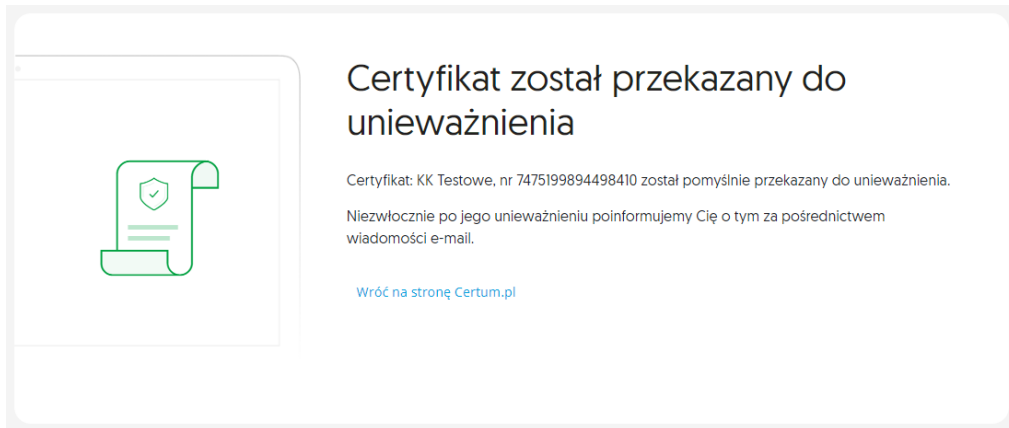 Certyfikat został przekazany do
unieważnienia
Certyfikat: KK Testowe, nr 7475199894498410 został pomyślnie przekazany do unieważnienia.
Niezwłocznie po jego unieważnieniu poinformujemy Cię o tym za pośrednictwem
wiadomości e-mail.
Wróć na stronę Certum.pl